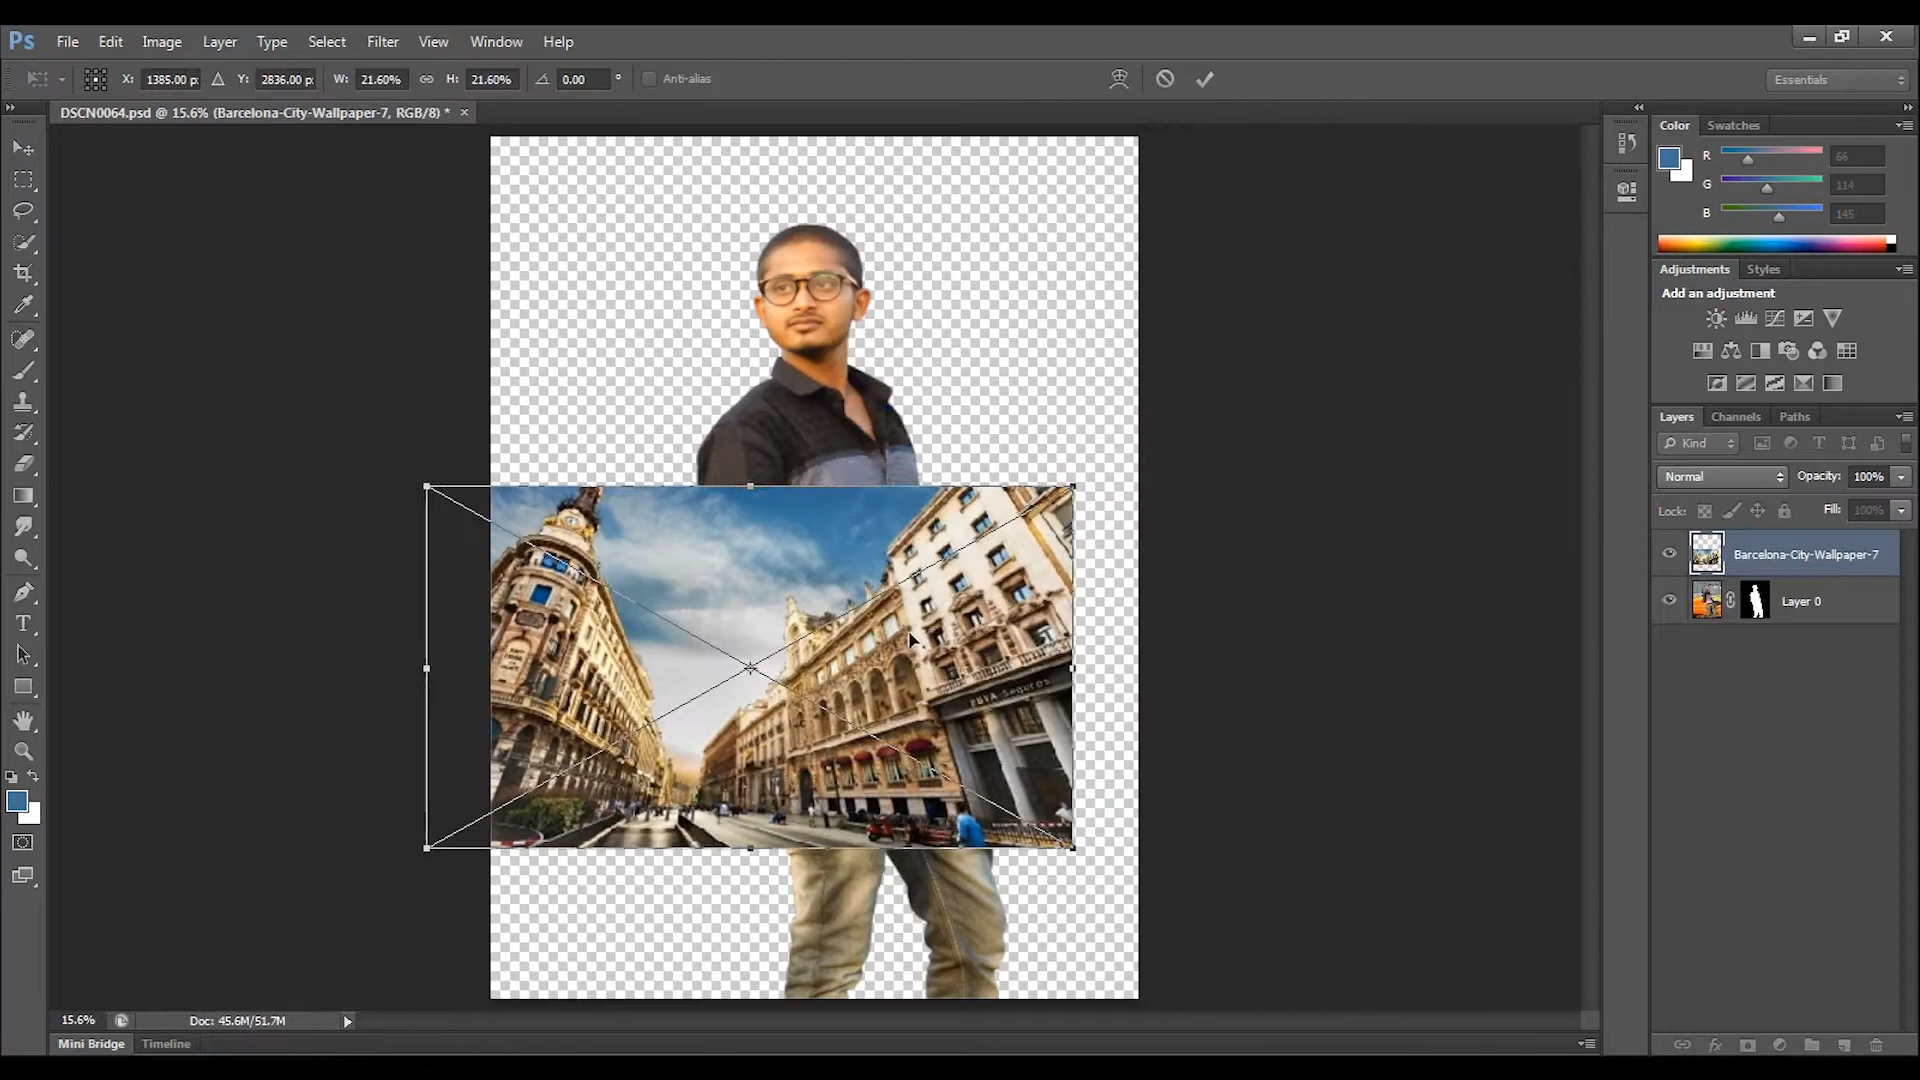 Ps File Edit Image Layer Type Select Filter View Window Help
X: 1385.00 p: Y: 2836.00 p: W: 21.60% H: 21.60% 0.00 ° Anti-alias Essentials
DSCN0064.psd @ 15.6% (Barcelona-City-Wallpaper-7, RGB/8) * ×
Color Swatches
R 66
G 114
B 145
Adjustments Styles
Add an adjustment
Layers Channels Paths
Kind
Normal Opacity: 100%
Lock: Fill: 100%
Barcelona-City-Wallpaper-7
Layer 0
BBVA Seguros
15.6% Doc: 45.6M/51.7M
Mini Bridge Timeline